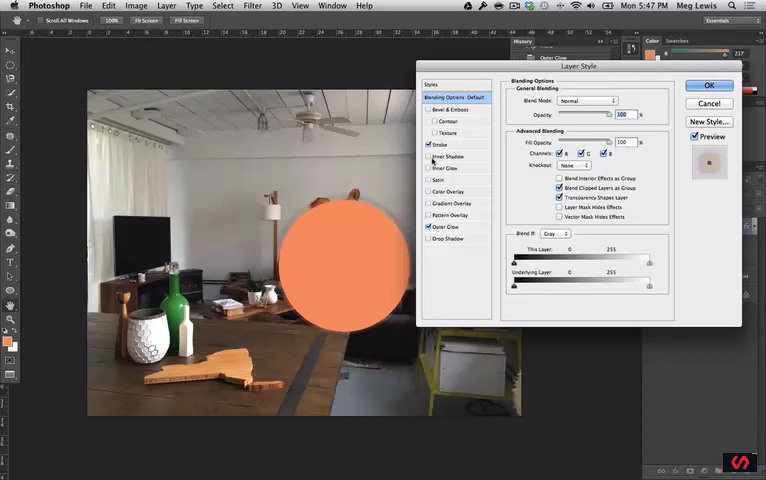 Photoshop File Edit Image Layer Type Select Filter 3D View Window Help
Mon 5:47 PM Meg Lewis
Scroll All Windows 100% Fit Screen Fill Screen
Essentials
History
Color Swatches
Outer Glow
R 237
Layer Style
Styles
Blending Options: Default
Bevel & Emboss
Contour
Texture
Stroke
Inner Shadow
Inner Glow
Satin
Color Overlay
Gradient Overlay
Pattern Overlay
Outer Glow
Drop Shadow
Blending Options
General Blending
Blend Mode: Normal
Opacity: 100 %
Advanced Blending
Fill Opacity: 100 %
Channels: R G B
Knockout: None
Blend Interior Effects as Group
Blend Clipped Layers as Group
Transparency Shapes Layer
Layer Mask Hides Effects
Vector Mask Hides Effects
Blend If: Gray
This Layer: 0 255
Underlying Layer: 0 255
OK
Cancel
New Style...
Preview